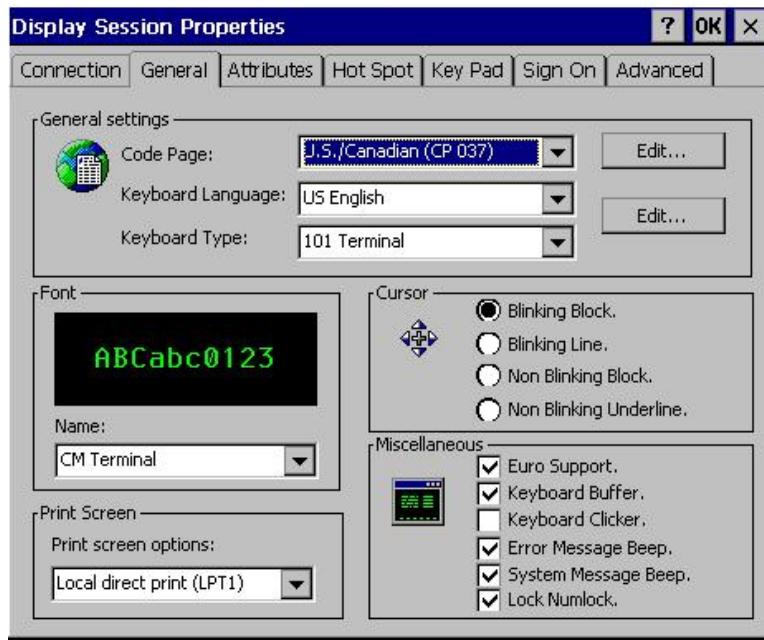 Display Session Properties ? OK ×
Connection General Attributes Hot Spot Key Pad Sign On Advanced
General settings
Code Page: J.S./Canadian (CP 037) Edit...
Keyboard Language: US English
Edit...
Keyboard Type: 101 Terminal
Font
ABCabc0123
Name:
CM Terminal
Cursor
Blinking Block.
Blinking Line.
Non Blinking Block.
Non Blinking Underline.
Print Screen
Print screen options:
Local direct print (LPT1)
Miscellaneous
Euro Support.
Keyboard Buffer.
Keyboard Clicker.
Error Message Beep.
System Message Beep.
Lock Numlock.